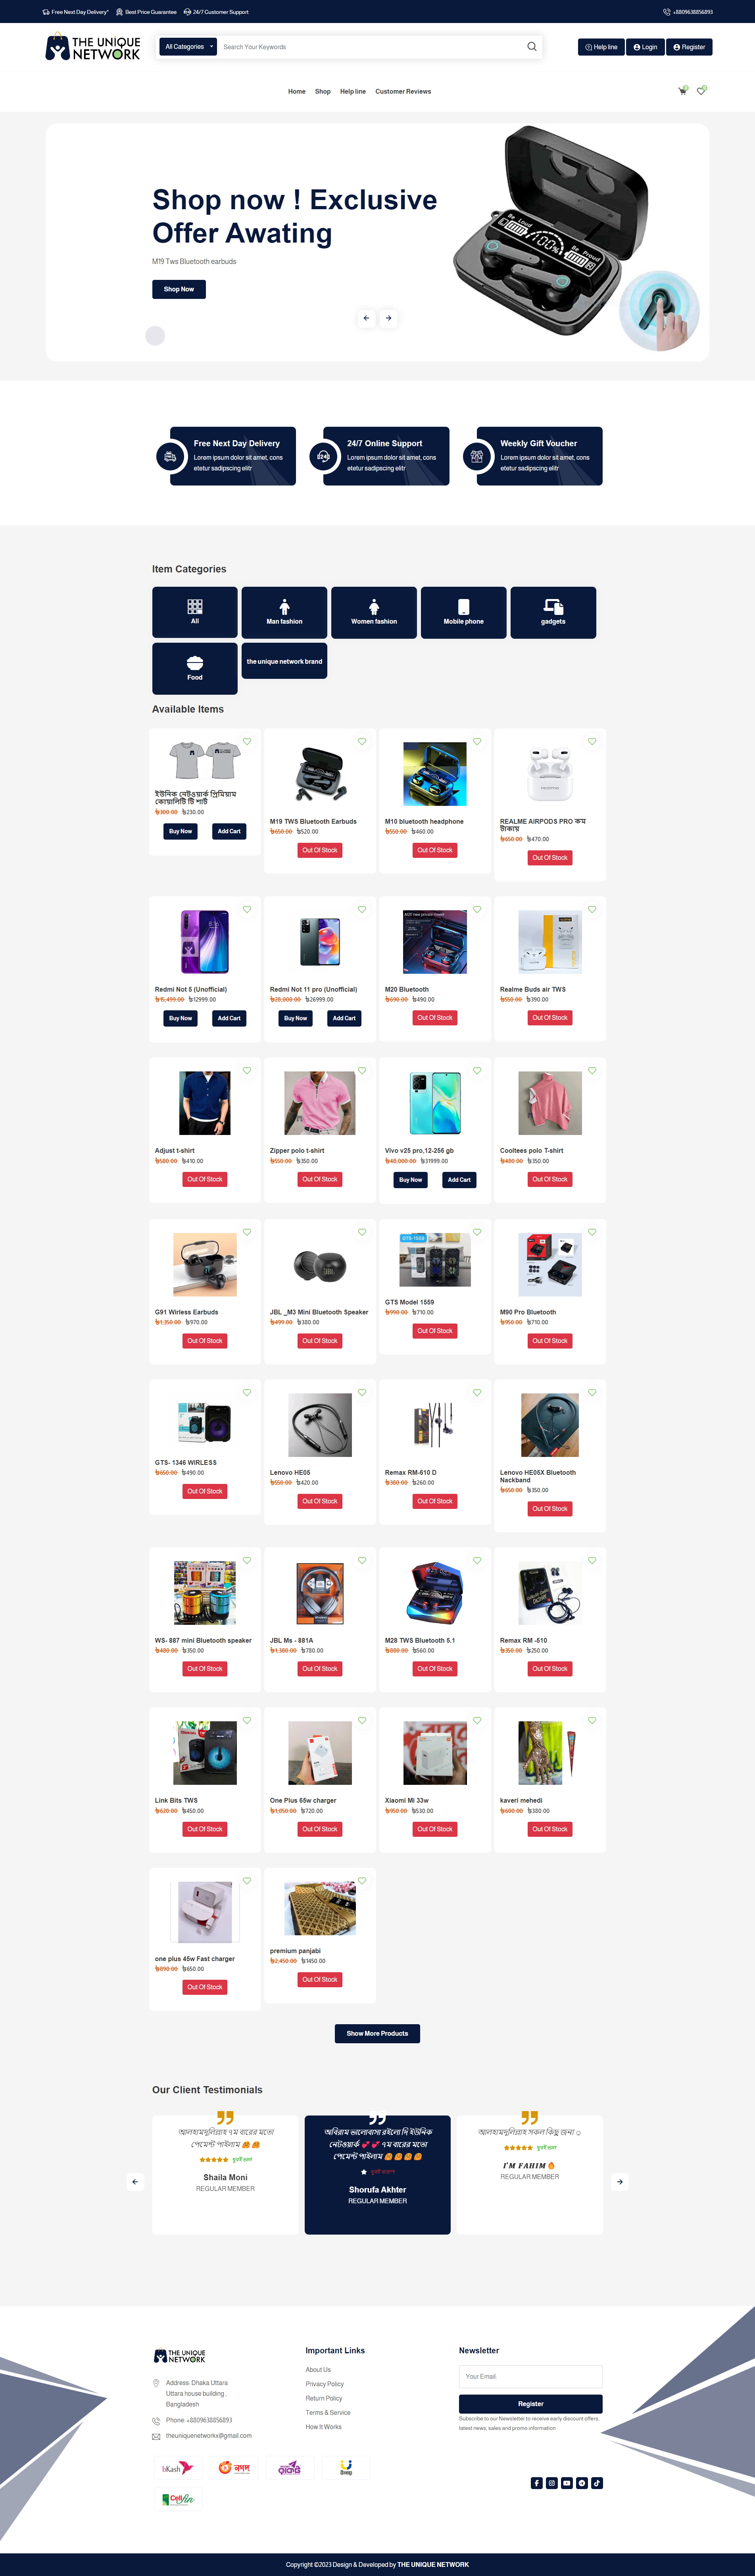 Free Next Day Delivery* Best Price Guarantee 24/7 Customer Support +8809638856893
THE UNIQUE
NETWORK
All Categories Search Your Keywords Help line Login Register
Home Shop Help line Customer Reviews
Shop now ! Exclusive
Offer Awating
M19 Tws Bluetooth earbuds
Shop Now
Free Next Day Delivery
Lorem ipsum dolor sit amet, cons
etetur sadipscing elitr
24/7 Online Support
Lorem ipsum dolor sit amet, cons
etetur sadipscing elitr
Weekly Gift Voucher
Lorem ipsum dolor sit amet, cons
etetur sadipscing elitr
Item Categories
All
Man fashion
Women fashion
Mobile phone
gadgets
Food
the unique network brand
Available Items
ইউনিক নেটওয়ার্ক প্রিমিয়াম
কোয়ালিটি টি শার্ট
৳300.00 ৳230.00
Buy Now Add Cart
M19 TWS Bluetooth Earbuds
৳650.00 ৳520.00
Out Of Stock
M10 bluetooth headphone
৳550.00 ৳460.00
Out Of Stock
REALME AIRPODS PRO কম
টাকায়
৳650.00 ৳470.00
Out Of Stock
Redmi Not 5 (Unofficial)
৳15,499.00 ৳12999.00
Buy Now Add Cart
Redmi Not 11 pro (Unofficial)
৳28,000.00 ৳26999.00
Buy Now Add Cart
M20 Bluetooth
৳690.00 ৳490.00
Out Of Stock
Realme Buds air TWS
৳550.00 ৳390.00
Out Of Stock
Adjust t-shirt
৳580.00 ৳410.00
Out Of Stock
Zipper polo t-shirt
৳550.00 ৳350.00
Out Of Stock
Vivo v25 pro,12-256 gb
৳48,000.00 ৳31999.00
Buy Now Add Cart
Cooltees polo T-shirt
৳480.00 ৳350.00
Out Of Stock
G91 Wirless Earbuds
৳1,350.00 ৳970.00
Out Of Stock
JBL _M3 Mini Bluetooth Speaker
৳499.00 ৳380.00
Out Of Stock
GTS-1559
GTS Model 1559
৳990.00 ৳710.00
Out Of Stock
M90 Pro Bluetooth
৳950.00 ৳710.00
Out Of Stock
GTS- 1346 WIRLESS
৳650.00 ৳490.00
Out Of Stock
Lenovo HE05
৳550.00 ৳420.00
Out Of Stock
Remax RM-610 D
৳380.00 ৳260.00
Out Of Stock
Lenovo HE05X Bluetooth
Nackband
৳650.00 ৳350.00
Out Of Stock
WS- 887 mini Bluetooth speaker
৳480.00 ৳350.00
Out Of Stock
JBL Ms - 881A
৳1,300.00 ৳780.00
Out Of Stock
M28 TWS Bluetooth 5.1
৳880.00 ৳560.00
Out Of Stock
Remax RM -510
৳350.00 ৳250.00
Out Of Stock
Link Bits TWS
৳620.00 ৳450.00
Out Of Stock
One Plus 65w charger
৳1,050.00 ৳720.00
Out Of Stock
Xiaomi Mi 33w
৳950.00 ৳530.00
Out Of Stock
kaveri mehedi
৳600.00 ৳380.00
Out Of Stock
one plus 45w Fast charger
৳890.00 ৳650.00
Out Of Stock
premium panjabi
৳2,450.00 ৳1450.00
Out Of Stock
Show More Products
Our Client Testimonials
আলহামদুলিল্লাহ ৭ম বারের মতো
পেমেন্ট পাইলাম 🤗 🤗
খুবই ভাল
Shaila Moni
REGULAR MEMBER
অবিরাম ভালোবাসা রইলো দি ইউনিক
নেটওয়ার্ক 💕 💕 ৭ম বারের মতো
পেমেন্ট পাইলাম 🤗 🤗 🤗 🤗
খুবই খারাপ
Shorufa Akhter
REGULAR MEMBER
আলহামদুলিল্লাহ সকল কিছু জন্য ☺
খুবই ভাল
I'M FAHIM 🔥
REGULAR MEMBER
THE UNIQUE
NETWORK
Address: Dhaka Uttara
Uttara house building ,
Bangladesh
Phone: +8809638856893
theuniquenetworkx@gmail.com
bKash নগদ রকেট উপায়
Cellfin
Important Links
About Us
Privacy Policy
Return Policy
Terms & Service
How It Works
Newsletter
Your Email:
Register
Subscribe to our Newsletter to receive early discount offers,
latest news, sales and promo information
Copyright ©2023 Design & Developed by THE UNIQUE NETWORK